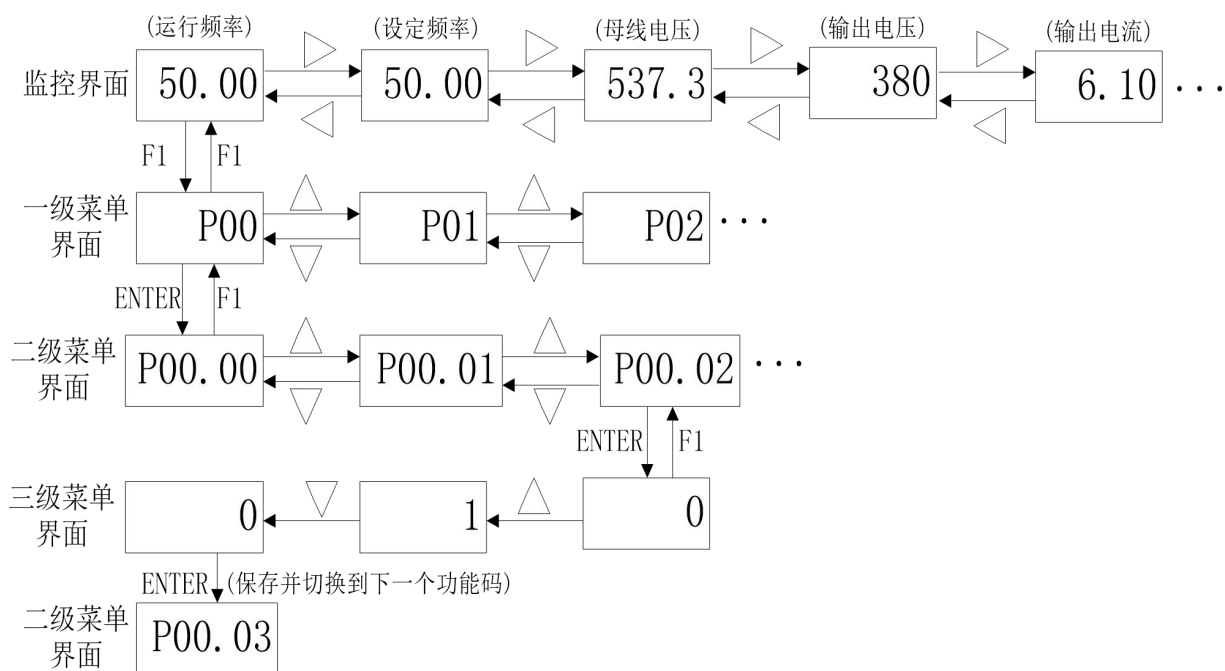 (运行频率) (设定频率) (母线电压) (输出电压) (输出电流)
监控界面 50.00 50.00 537.3 380 6.10 ···
F1 F1
一级菜单界面 P00 P01 P02 ···
ENTER F1
二级菜单界面 P00.00 P00.01 P00.02 ···
ENTER F1
三级菜单界面 0 1 0
ENTER (保存并切换到下一个功能码)
二级菜单界面 P00.03